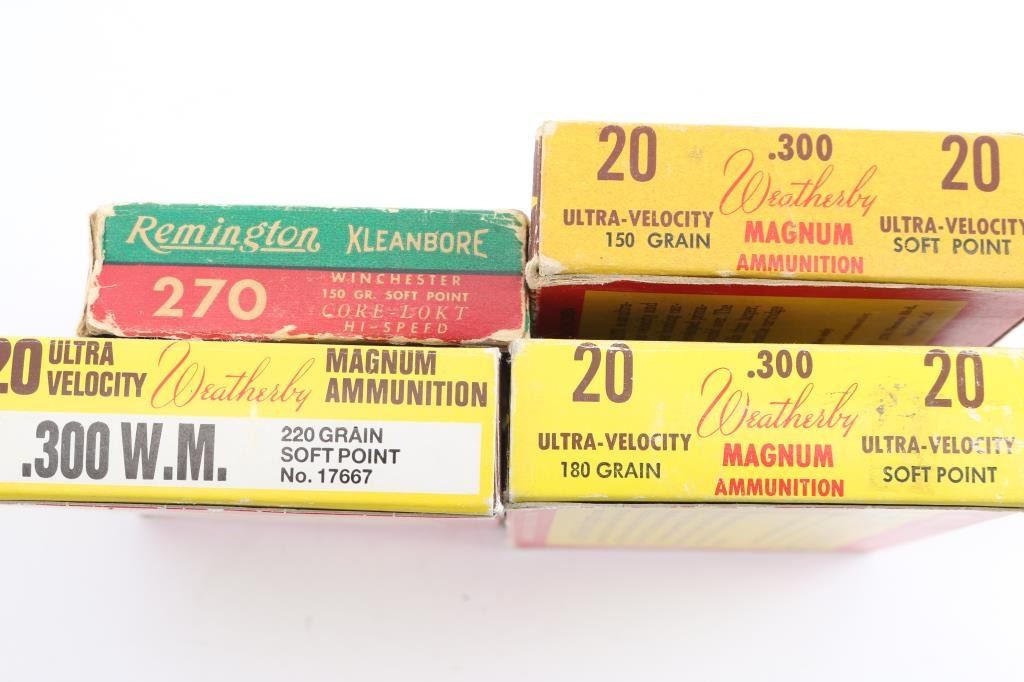 Remington KLEANBORE
270
WINCHESTER
150 GR. SOFT POINT
CORE-LOKT
HI-SPEED
20 .300 20
Weatherby
ULTRA-VELOCITY ULTRA-VELOCITY
150 GRAIN MAGNUM SOFT POINT
AMMUNITION
20 ULTRA VELOCITY
Weatherby
MAGNUM
AMMUNITION
.300 W.M.
220 GRAIN
SOFT POINT
No. 17667
20 .300 20
Weatherby
ULTRA-VELOCITY ULTRA-VELOCITY
180 GRAIN MAGNUM SOFT POINT
AMMUNITION